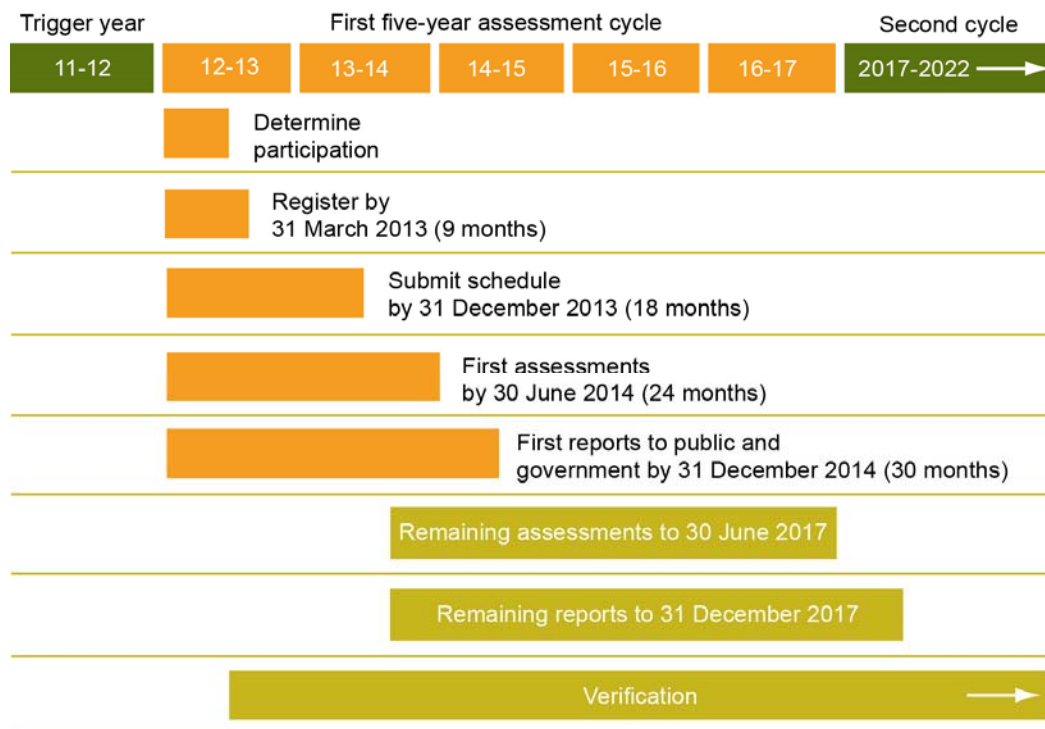 Trigger year
First five-year assessment cycle
Second cycle
11-12
12-13
13-14
14-15
15-16
16-17
2017-2022
Determine
participation
Register by
31 March 2013 (9 months)
Submit schedule
by 31 December 2013 (18 months)
First assessments
by 30 June 2014 (24 months)
First reports to public and
government by 31 December 2014 (30 months)
Remaining assessments to 30 June 2017
Remaining reports to 31 December 2017
Verification